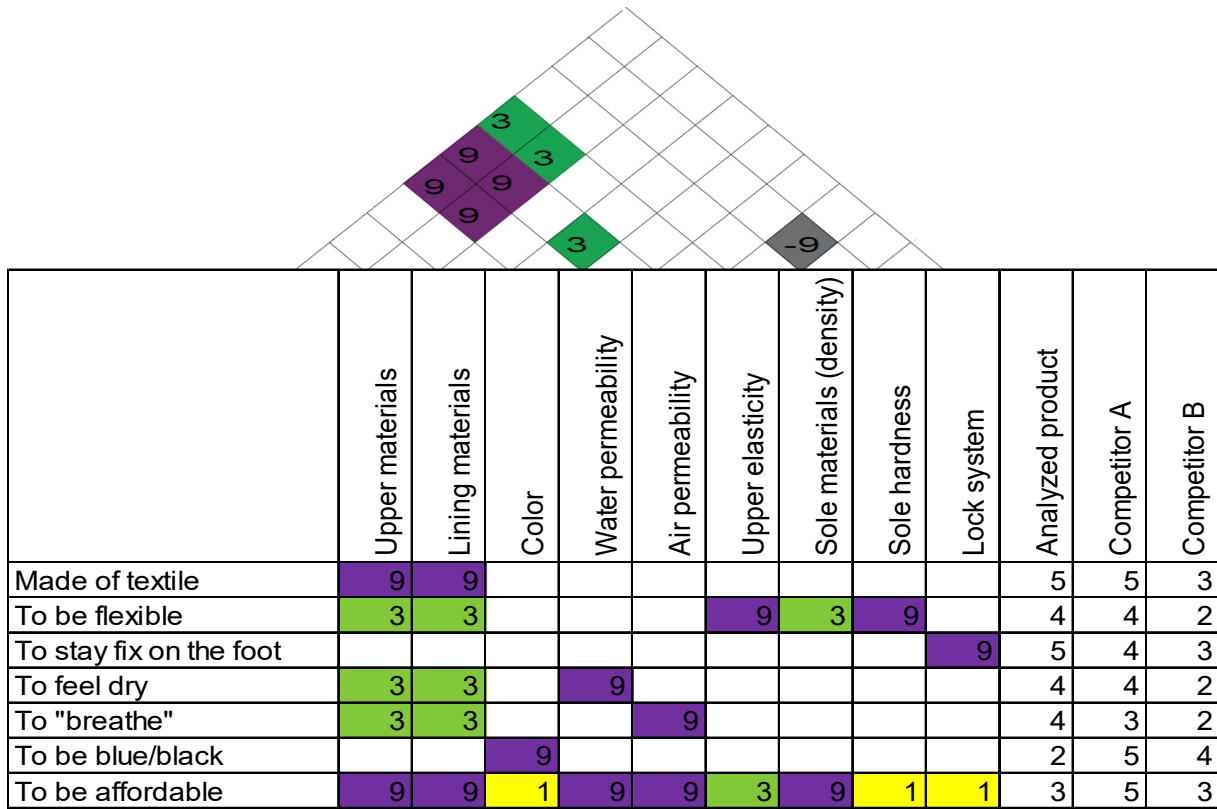 3
9 3
9 9
9
3 -9
Upper materials
Lining materials
Color
Water permeability
Air permeability
Upper elasticity
Sole materials (density)
Sole hardness
Lock system
Analyzed product
Competitor A
Competitor B
Made of textile 9 9 5 5 3
To be flexible 3 3 9 3 9 4 4 2
To stay fix on the foot 9 5 4 3
To feel dry 3 3 9 4 4 2
To "breathe" 3 3 9 4 3 2
To be blue/black 9 2 5 4
To be affordable 9 9 1 9 9 3 9 1 1 3 5 3